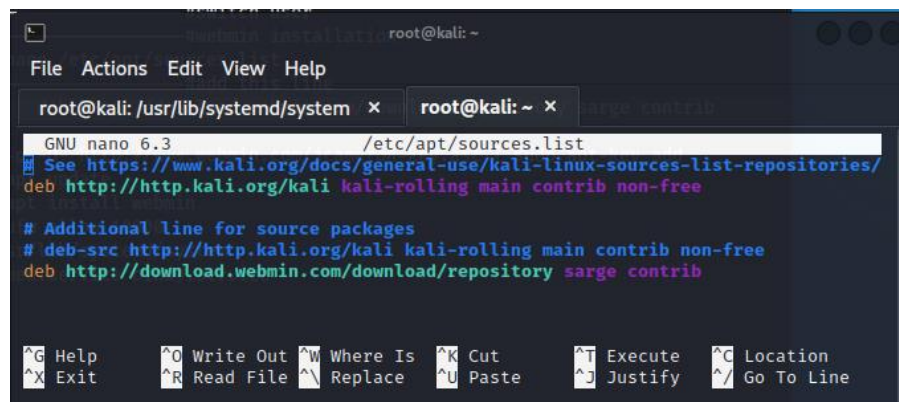 root@kali: ~
File Actions Edit View Help
root@kali: /usr/lib/systemd/system × root@kali: ~ ×
GNU nano 6.3 /etc/apt/sources.list
# See https://www.kali.org/docs/general-use/kali-linux-sources-list-repositories/
deb http://http.kali.org/kali kali-rolling main contrib non-free
# Additional line for source packages
# deb-src http://http.kali.org/kali kali-rolling main contrib non-free
deb http://download.webmin.com/download/repository sarge contrib
^G Help ^O Write Out ^W Where Is ^K Cut ^T Execute ^C Location
^X Exit ^R Read File ^\ Replace ^U Paste ^J Justify ^/ Go To Line